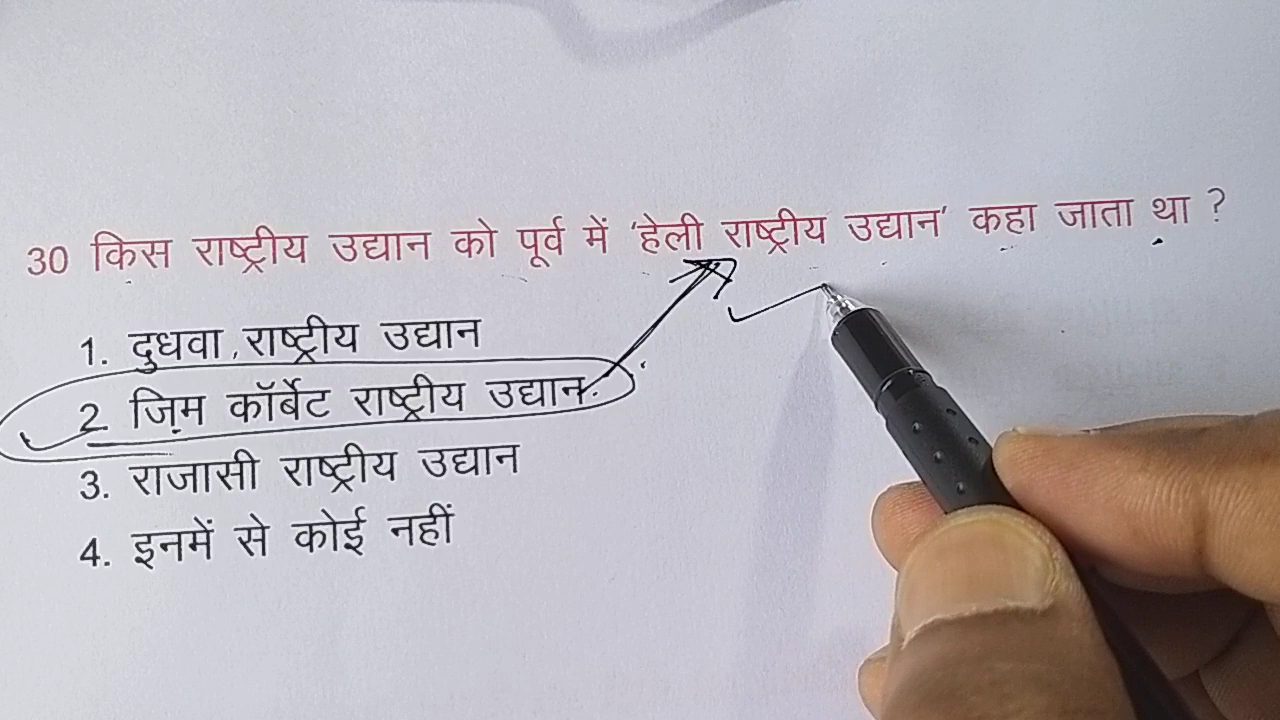 30 किस राष्ट्रीय उद्यान को पूर्व में 'हेली राष्ट्रीय उद्यान' कहा जाता था ?
1. दुधवा राष्ट्रीय उद्यान
2. जिम कॉर्बेट राष्ट्रीय उद्यान
3. राजासी राष्ट्रीय उद्यान
4. इनमें से कोई नहीं